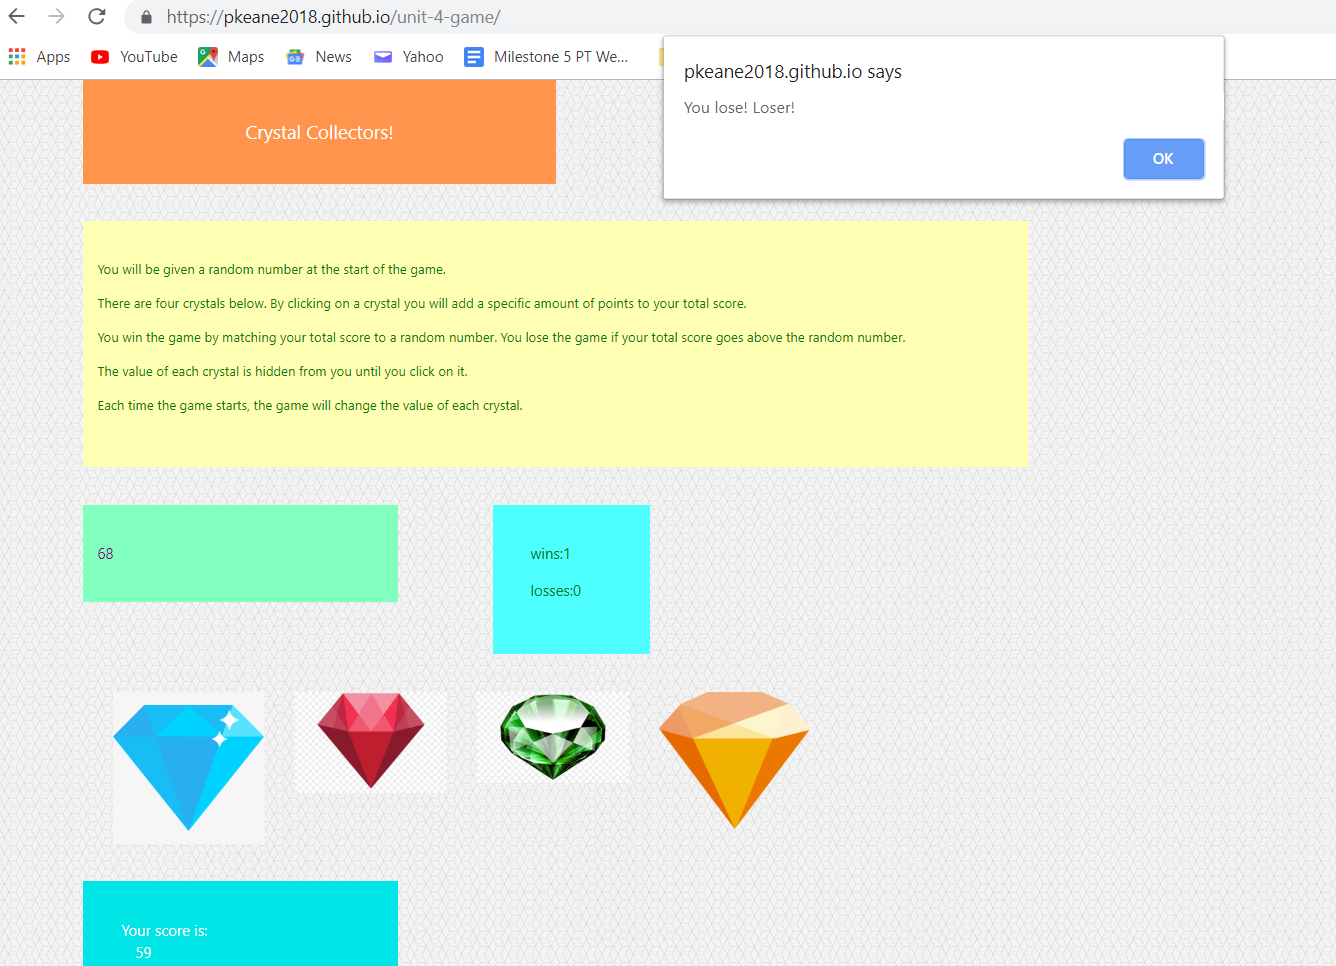 https://pkeane2018.github.io/unit-4-game/
Apps YouTube Maps News Yahoo Milestone 5 PT We...
pkeane2018.github.io says
You lose! Loser!
OK
Crystal Collectors!
You will be given a random number at the start of the game.
There are four crystals below. By clicking on a crystal you will add a specific amount of points to your total score.
You win the game by matching your total score to a random number. You lose the game if your total score goes above the random number.
The value of each crystal is hidden from you until you click on it.
Each time the game starts, the game will change the value of each crystal.
68
wins:1
losses:0
Your score is:
59